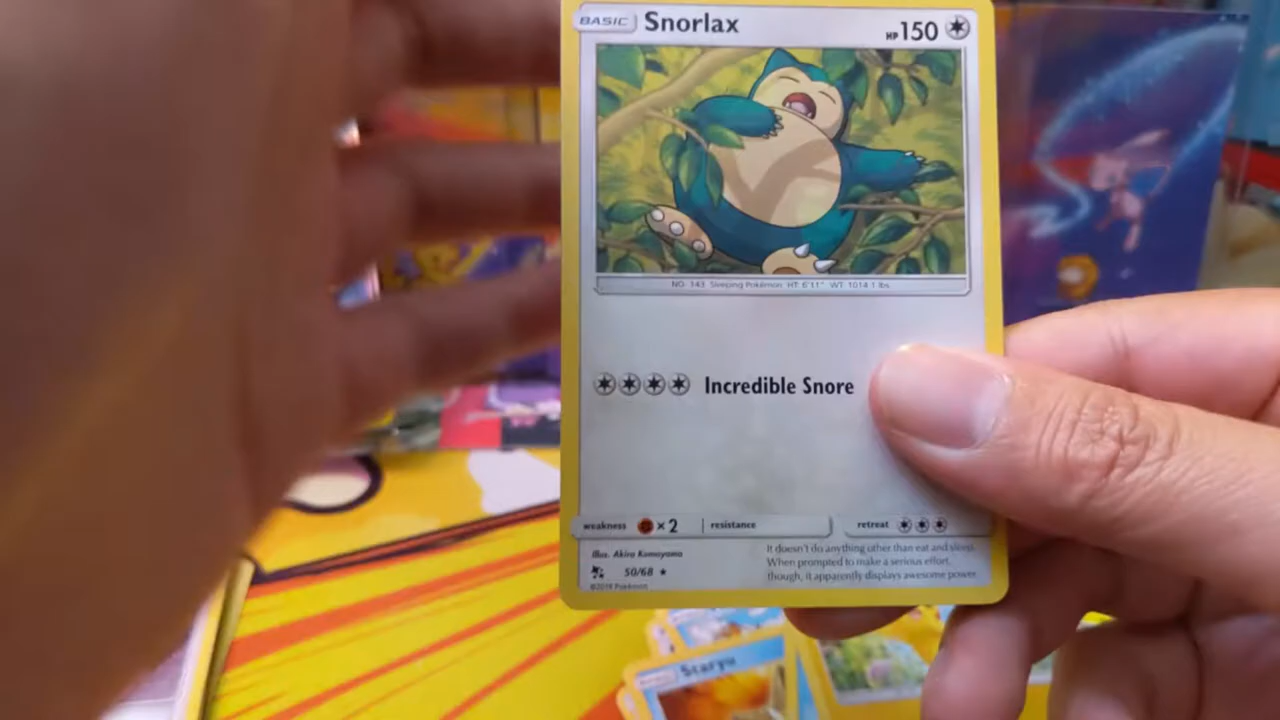 BASIC Snorlax HP 150
NO. 143 Sleeping Pokémon HT: 6'11" WT: 1014.1 lbs.
Incredible Snore
weakness ×2 resistance retreat
Illus. Akira Komayama
50/68 ★
©2019 Pokémon
It doesn't do anything other than eat and sleep.
When prompted to make a serious effort,
though, it apparently displays awesome power.
Staryu